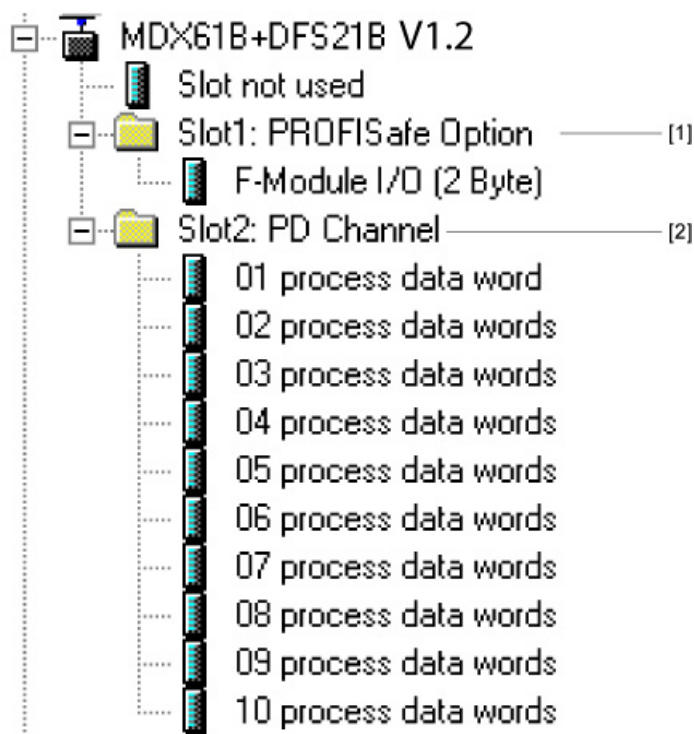 MDX61B+DFS21B V1.2
Slot not used
Slot1: PROFISafe Option [1]
F-Module I/O (2 Byte)
Slot2: PD Channel [2]
01 process data word
02 process data words
03 process data words
04 process data words
05 process data words
06 process data words
07 process data words
08 process data words
09 process data words
10 process data words